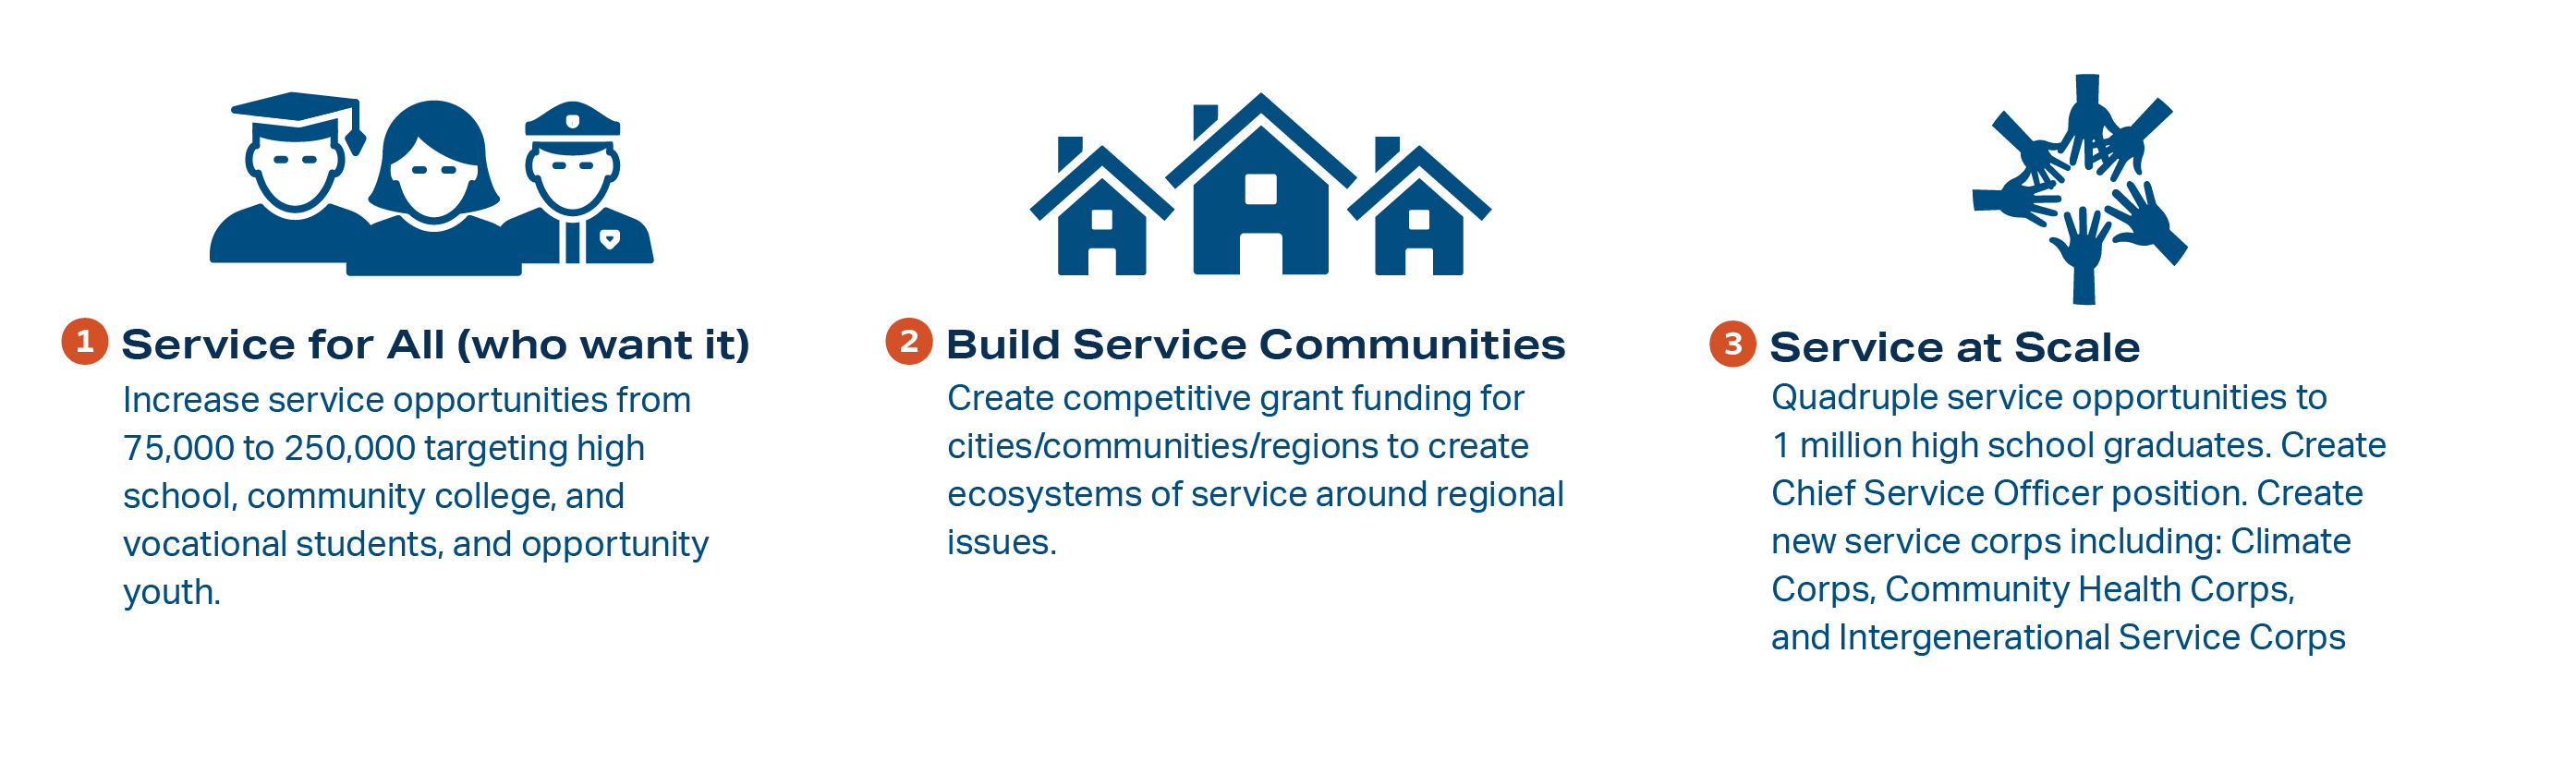 1 Service for All (who want it)
Increase service opportunities from
75,000 to 250,000 targeting high
school, community college, and
vocational students, and opportunity
youth.
2 Build Service Communities
Create competitive grant funding for
cities/communities/regions to create
ecosystems of service around regional
issues.
3 Service at Scale
Quadruple service opportunities to
1 million high school graduates. Create
Chief Service Officer position. Create
new service corps including: Climate
Corps, Community Health Corps,
and Intergenerational Service Corps